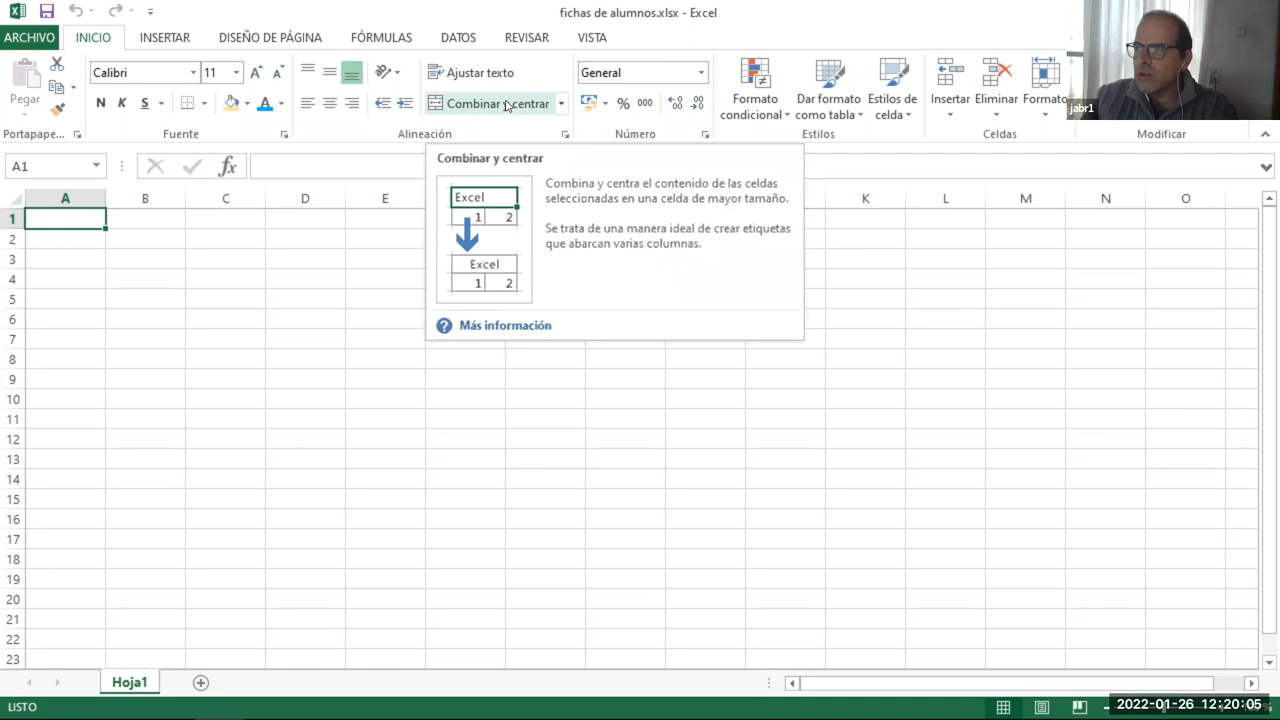 fichas de alumnos.xlsx - Excel
ARCHIVO INICIO INSERTAR DISEÑO DE PÁGINA FÓRMULAS DATOS REVISAR VISTA
Pegar
Calibri 11
N K S
Portapape...
Fuente
Ajustar texto
Combinar y centrar
Alineación
General
% 000
Número
Formato condicional
Dar formato como tabla
Estilos de celda
Estilos
Insertar Eliminar Formato
Celdas
Modificar
jabr1
A1
fx
A B C D E K L M N O
Combinar y centrar
Excel
1 2
Excel
1 2
Combina y centra el contenido de las celdas
seleccionadas en una celda de mayor tamaño.
Se trata de una manera ideal de crear etiquetas
que abarcan varias columnas.
? Más información
1
2
3
4
5
6
7
8
9
10
11
12
13
14
15
16
17
18
19
20
21
22
23
Hoja1
LISTO
2022-01-26 12:20:05